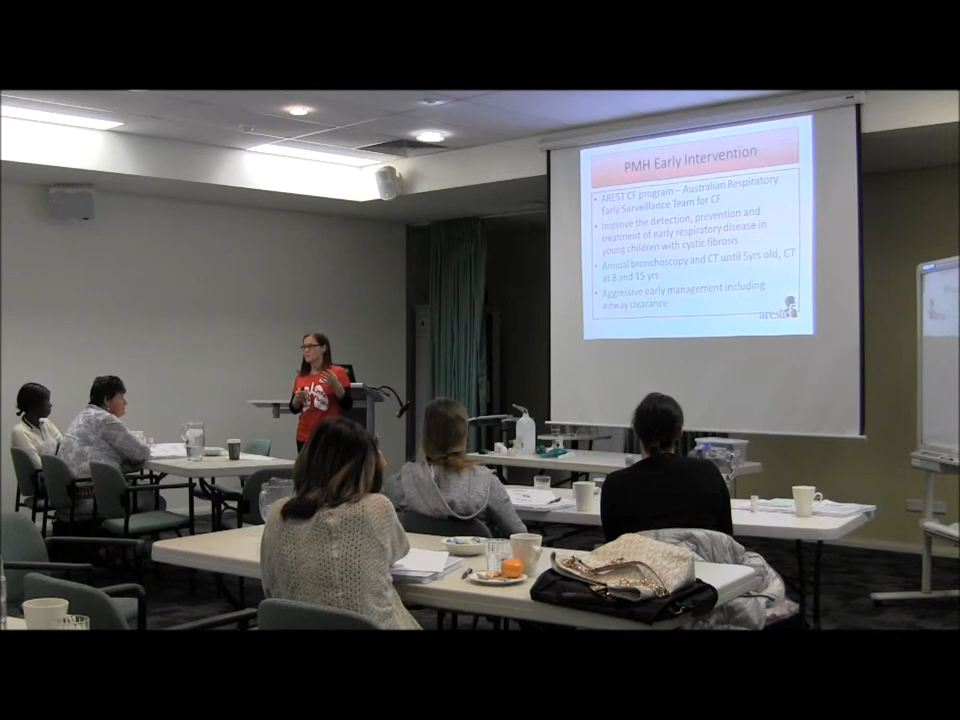 PMH Early Intervention
• AREST CF program – Australian Respiratory
Early Surveillance Team for CF
• Improve the detection, prevention and
treatment of early respiratory disease in
young children with cystic fibrosis
• Annual bronchoscopy and CT until 5yrs old, CT
at 8 and 15 yrs
• Aggressive early management including
airway clearance
arest